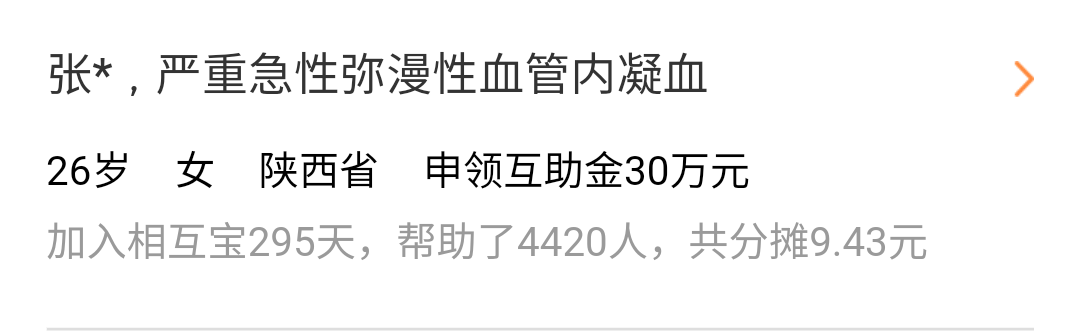 张*，严重急性弥漫性血管内凝血
26岁 女 陕西省 申领互助金30万元
加入相互宝295天，帮助了4420人，共分摊9.43元